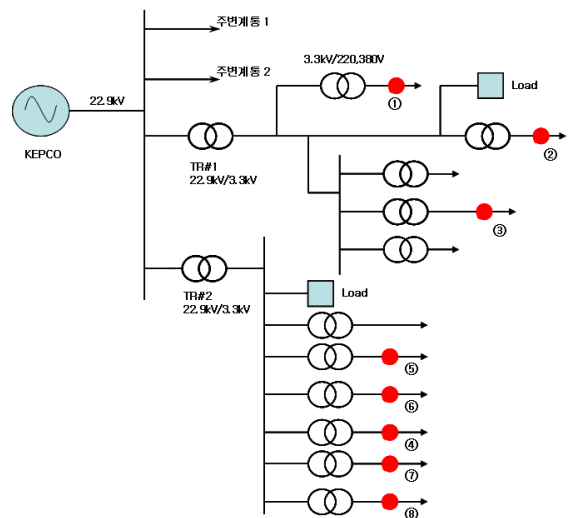 주변계통 1
주변계통 2
22.9kV
KEPCO
3.3kV/220,380V
①
Load
②
TR#1
22.9kV/3.3kV
③
TR#2
22.9kV/3.3kV
Load
⑤
⑥
④
⑦
⑧